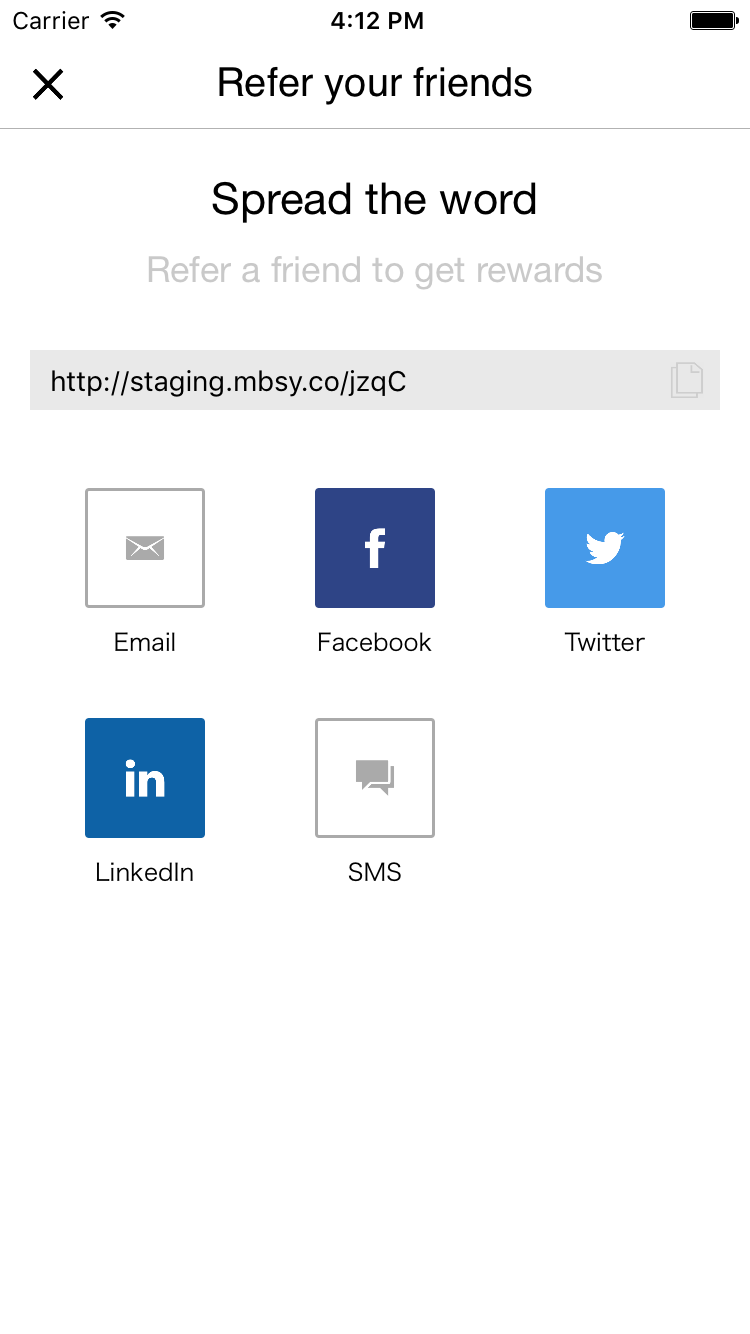 Carrier 4:12 PM
Refer your friends
Spread the word
Refer a friend to get rewards
http://staging.mbsy.co/jzqC
f
Email Facebook Twitter
in
LinkedIn SMS